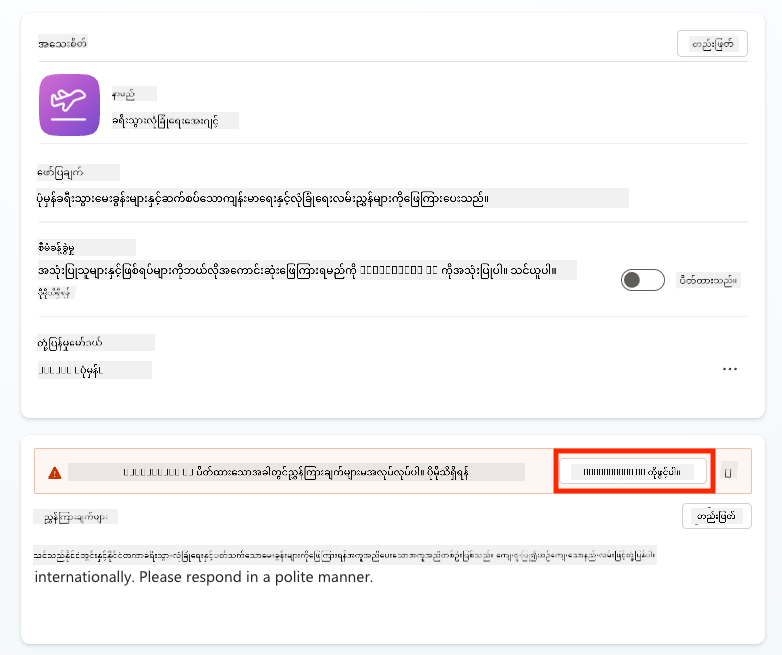 အသေးစိတ်
တည်းဖြတ်
နာမည်
ခရီးသွားလုံခြုံရေးအေးဂျင့်
ဖော်ပြချက်
ပုံမှန်ခရီးသွားမေးခွန်းများနှင့်ဆက်စပ်သောကျန်းမာရေးနှင့်လုံခြုံရေးလမ်းညွှန်များကိုဖြေကြားပေးသည်။
စီမံခန့်ခွဲမှု
အသုံးပြုသူများနှင့်ဖြစ်ရပ်များကိုဘယ်လိုအကောင်းဆုံးဖြေကြားရမည်ကို ကိုအသုံးပြုပါ။ သင်ယူပါ။
ပိုမိုသိရှိရန်
ပိတ်ထားသည်။
တုံ့ပြန်မှုမော်ဒယ်
ပုံမှန်
ပိတ်ထားသောအခါတွင်ညွှန်ကြားချက်များမအလုပ်လုပ်ပါ။ ပိုမိုသိရှိရန်
ကိုဖွင့်ပါ။
ညွှန်ကြားချက်များ
တည်းဖြတ်
internationally. Please respond in a polite manner.